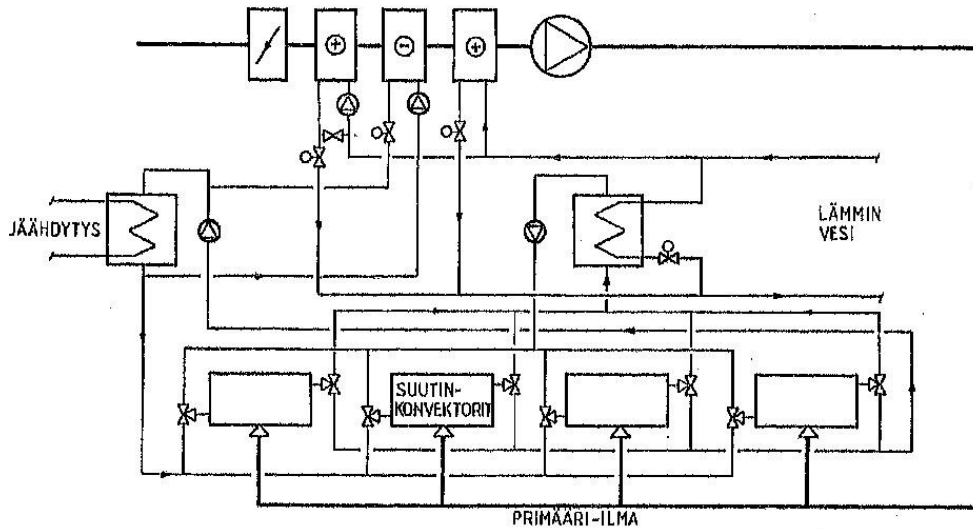 JÄÄHDYTYS
LÄMMIN
VESI
SUUTIN-
KONVEKTORIT
PRIMÄÄRI-ILMA